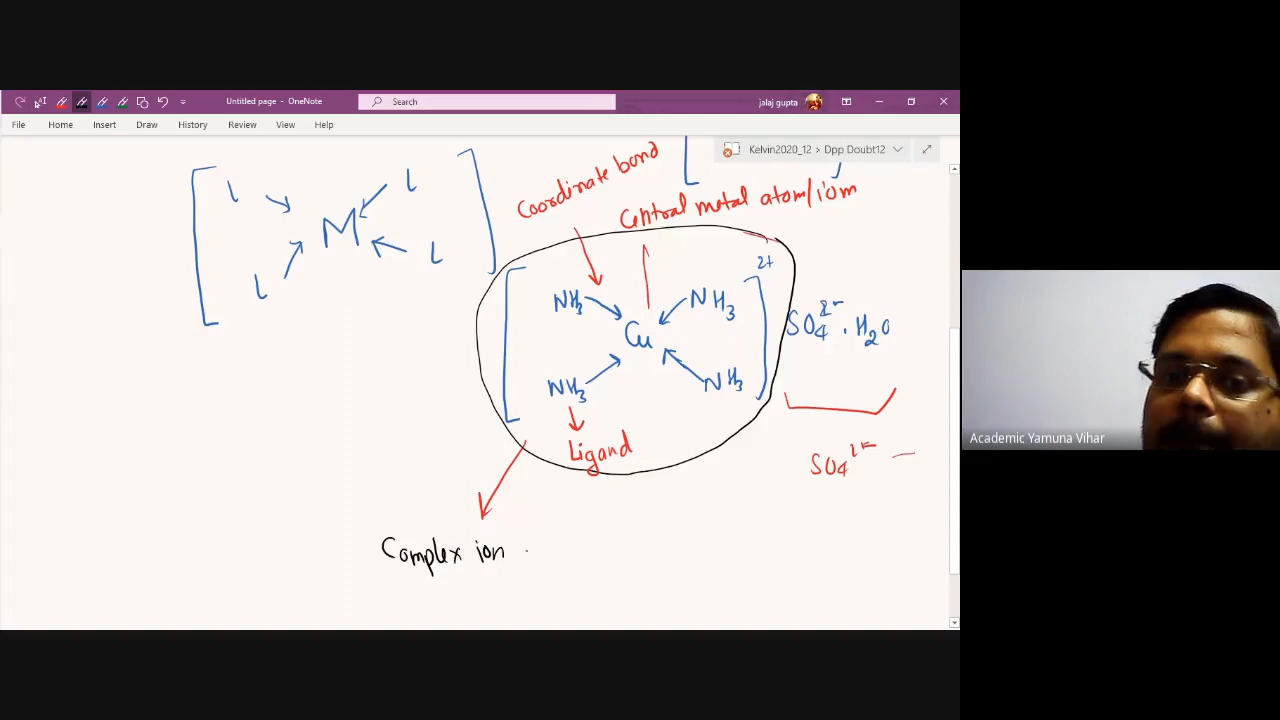 Untitled page - OneNote
Search
jalaj gupta
File Home Insert Draw History Review View Help
Kelvin2020_12 > Dpp Doubt12
Coordinate bond
Central metal atom/iom
L L
M
L L
2+
NH3 NH3
Cu
SO4 2- . H2O
NH3 NH3
Ligand
SO4 2- —
Complex ion
Academic Yamuna Vihar